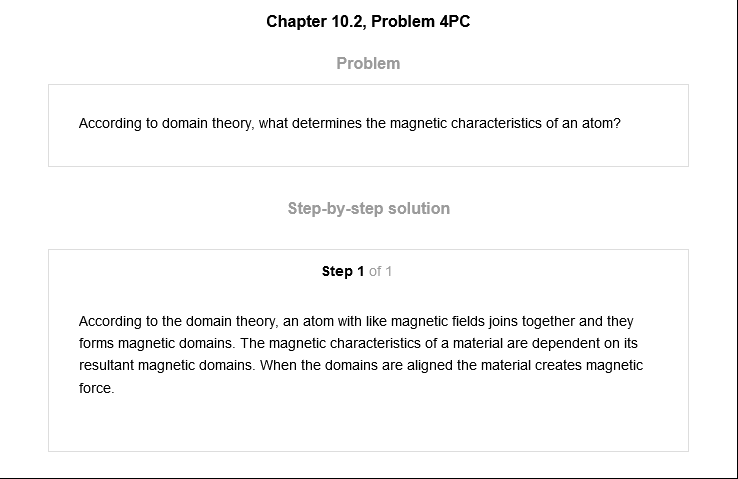 Chapter 10.2, Problem 4PC
Problem
According to domain theory, what determines the magnetic characteristics of an atom?
Step-by-step solution
Step 1 of 1
According to the domain theory, an atom with like magnetic fields joins together and they
forms magnetic domains. The magnetic characteristics of a material are dependent on its
resultant magnetic domains. When the domains are aligned the material creates magnetic
force.